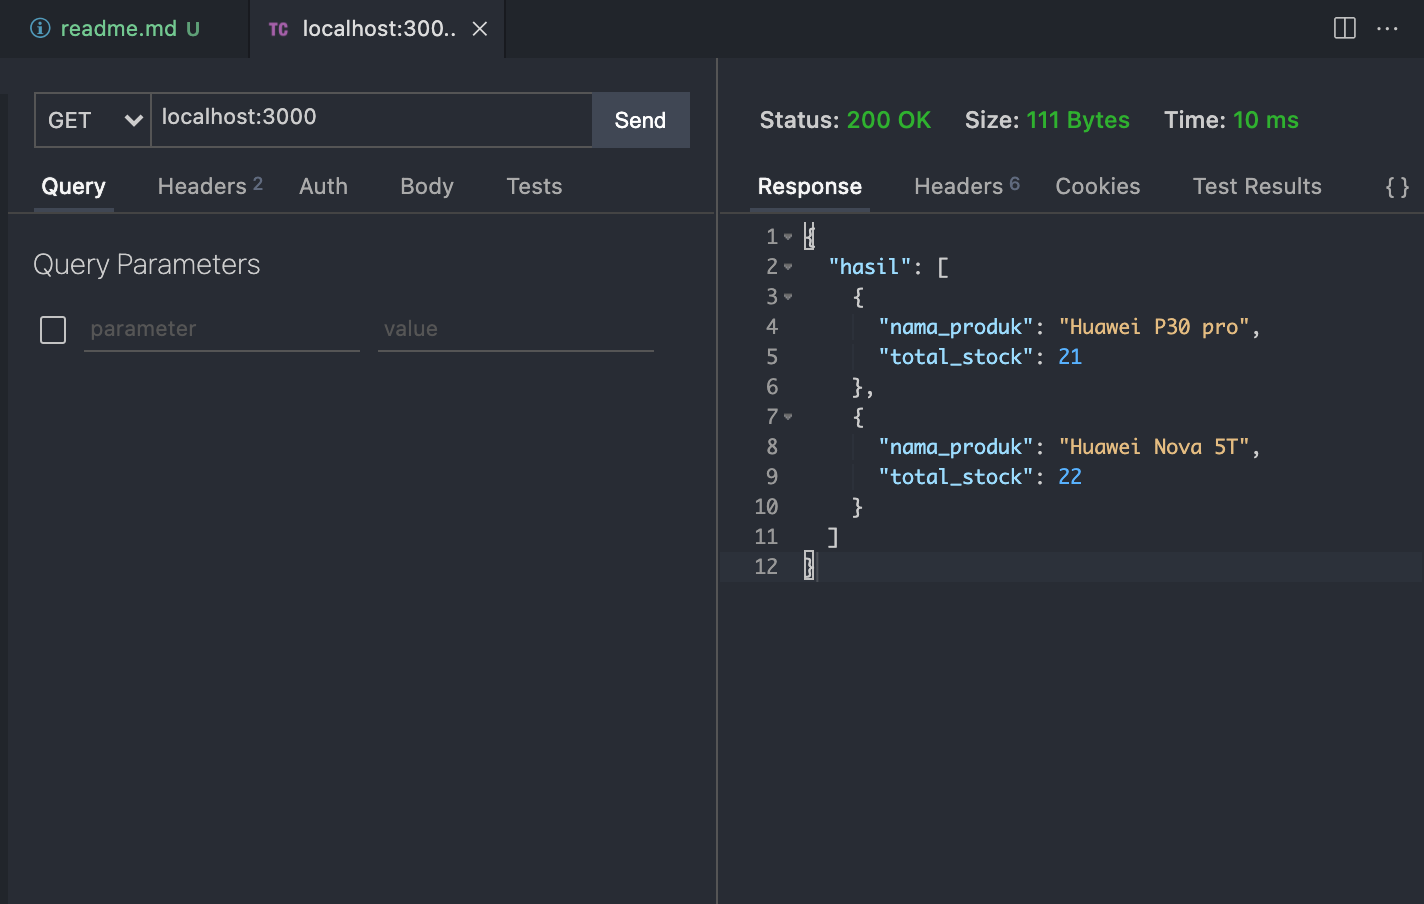 readme.md U
TC localhost:300.. ×
GET localhost:3000 Send
Query Headers 2 Auth Body Tests
Query Parameters
parameter value
Status: 200 OK Size: 111 Bytes Time: 10 ms
Response Headers 6 Cookies Test Results {}
1 {
2 "hasil": [
3 {
4 "nama_produk": "Huawei P30 pro",
5 "total_stock": 21
6 },
7 {
8 "nama_produk": "Huawei Nova 5T",
9 "total_stock": 22
10 }
11 ]
12 }